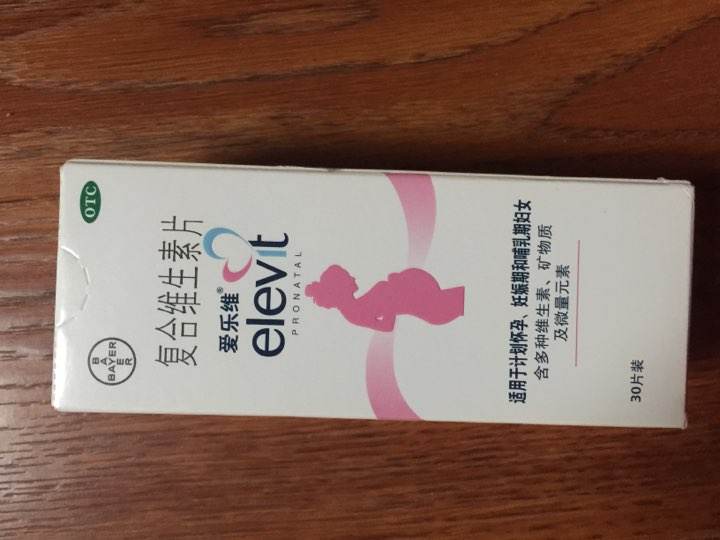 OTC
BAYER
BAYER
复合维生素片
爱乐维®
elevit
PRONATAL
适用于计划怀孕、妊娠期和哺乳期妇女
含多种维生素、矿物质
及微量元素
30片装